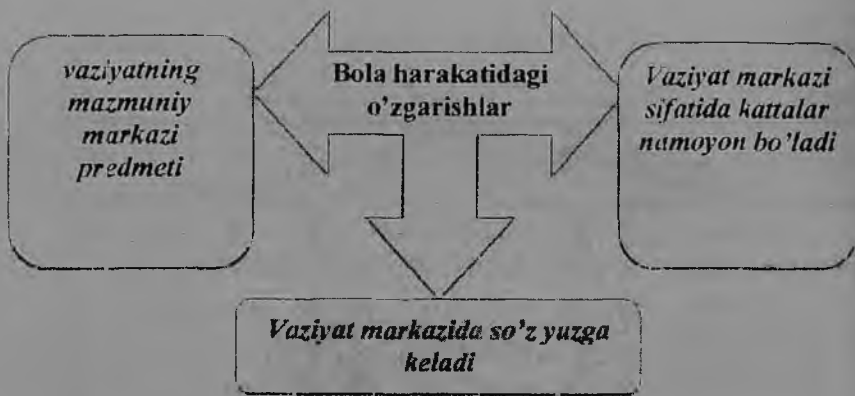 vaziyatning
mazmuniy
markazi
predmeti
Bola harakatidagi
o'zgarishlar
Vaziyat markazi
sifatida kattalar
namoyon bo'ladi
Vaziyat markazida so'z yuzga
keladi